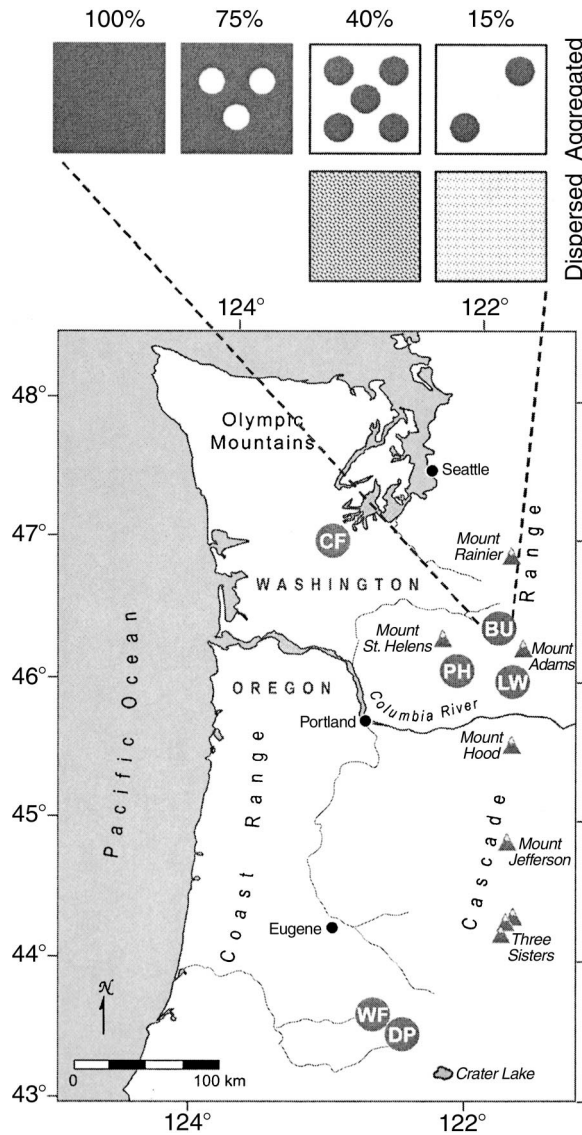 100% 75% 40% 15%
Aggregated
Dispersed
124° 122°
48°
Olympic
Mountains
Seattle
47°
CF
Mount
Rainier
Range
WASHINGTON
BU
Mount
St. Helens
Mount
Adams
46°
PH
LW
OREGON
Columbia River
Portland
Mount
Hood
Pacific Ocean
Coast Range
45°
Cascade
Mount
Jefferson
Eugene
Three
Sisters
44°
N
WF
DP
0 100 km
Crater Lake
43°
124° 122°